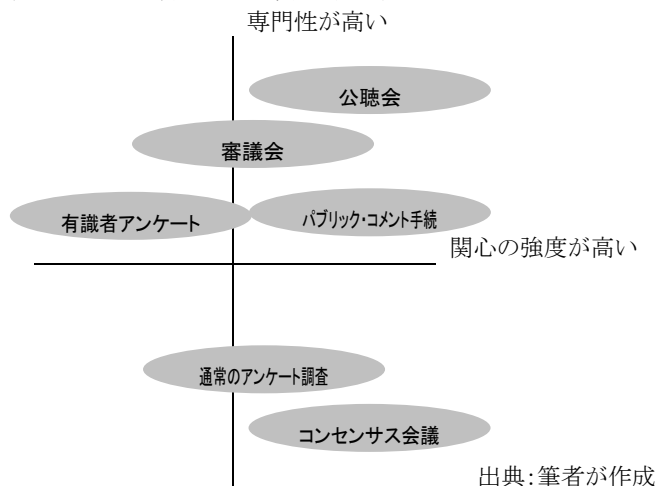 専門性が高い
公聴会
審議会
有識者アンケート
パブリック・コメント手続
関心の強度が高い
通常のアンケート調査
コンセンサス会議
出典:筆者が作成